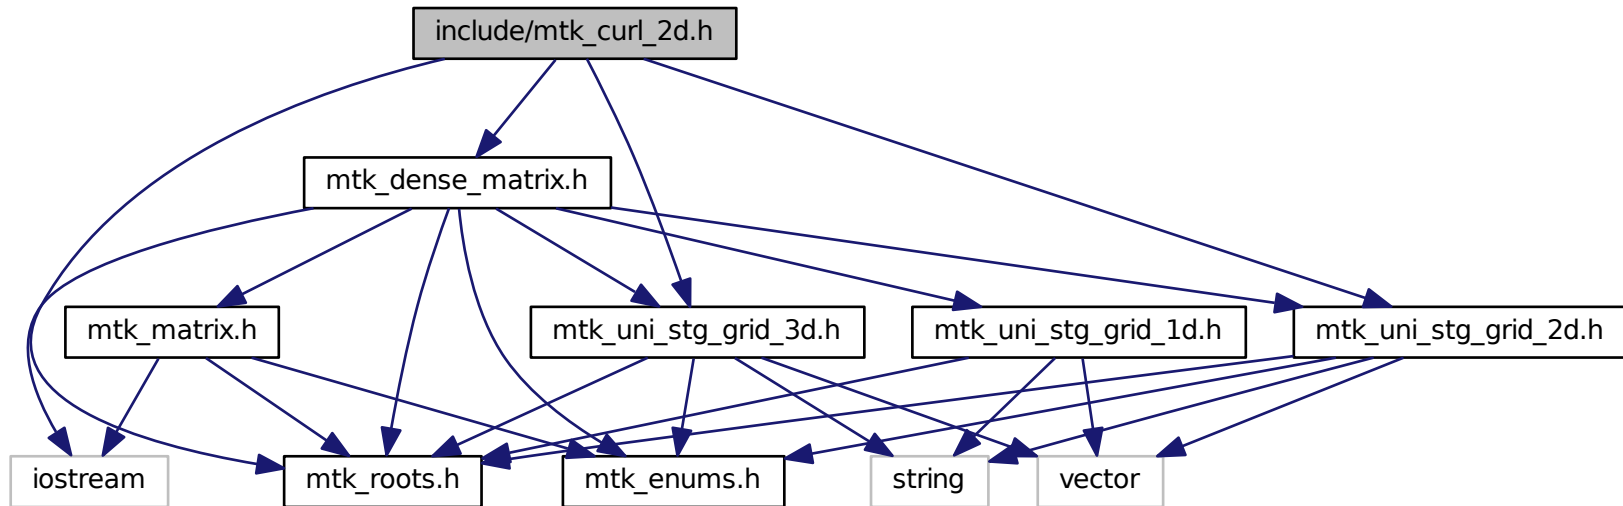 include/mtk_curl_2d.h
mtk_dense_matrix.h
mtk_matrix.h
mtk_uni_stg_grid_3d.h
mtk_uni_stg_grid_1d.h
mtk_uni_stg_grid_2d.h
iostream
mtk_roots.h
mtk_enums.h
string
vector